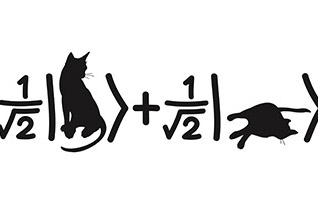 1/√2 | ⟩ + 1/√2 | ⟩